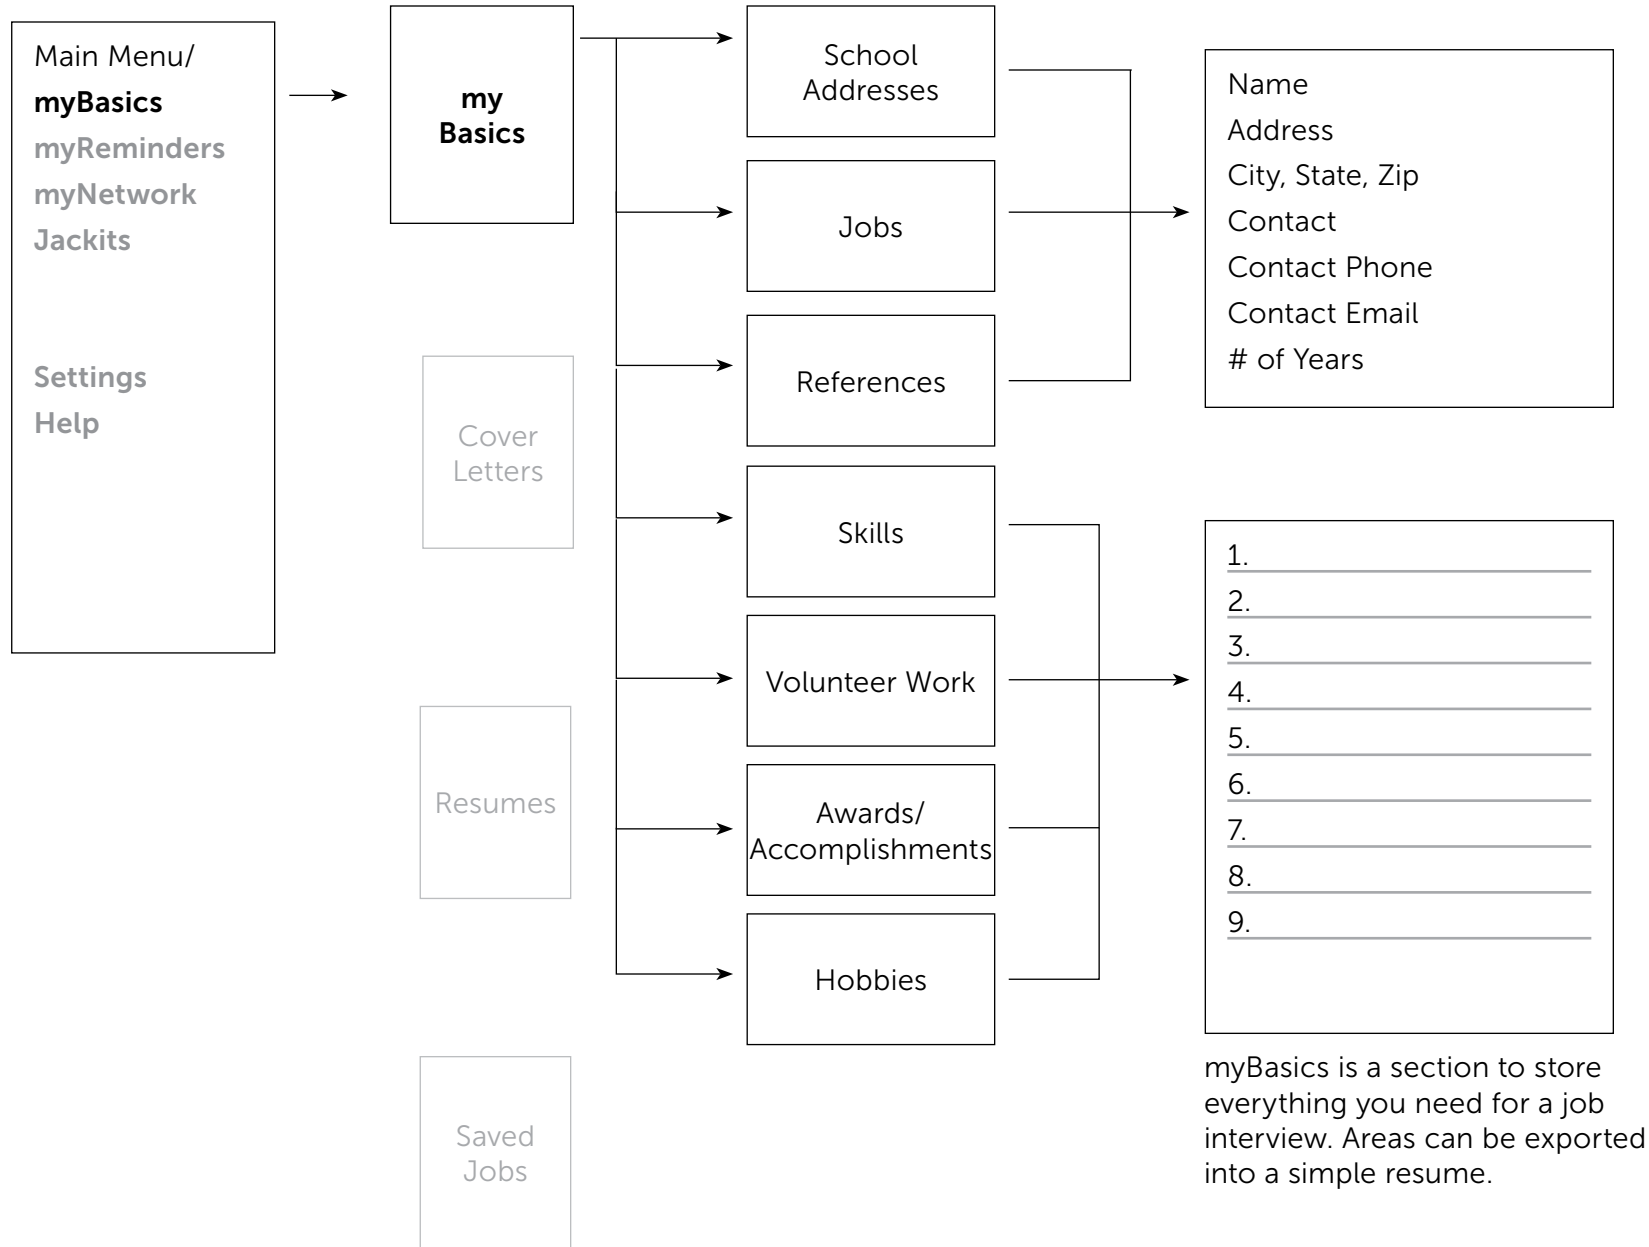 Main Menu/
myBasics
myReminders
myNetwork
Jackits
Settings
Help
my
Basics
Cover
Letters
Resumes
Saved
Jobs
School
Addresses
Jobs
References
Skills
Volunteer Work
Awards/
Accomplishments
Hobbies
Name
Address
City, State, Zip
Contact
Contact Phone
Contact Email
# of Years
1.
2.
3.
4.
5.
6.
7.
8.
9.
myBasics is a section to store
everything you need for a job
interview. Areas can be exported
into a simple resume.